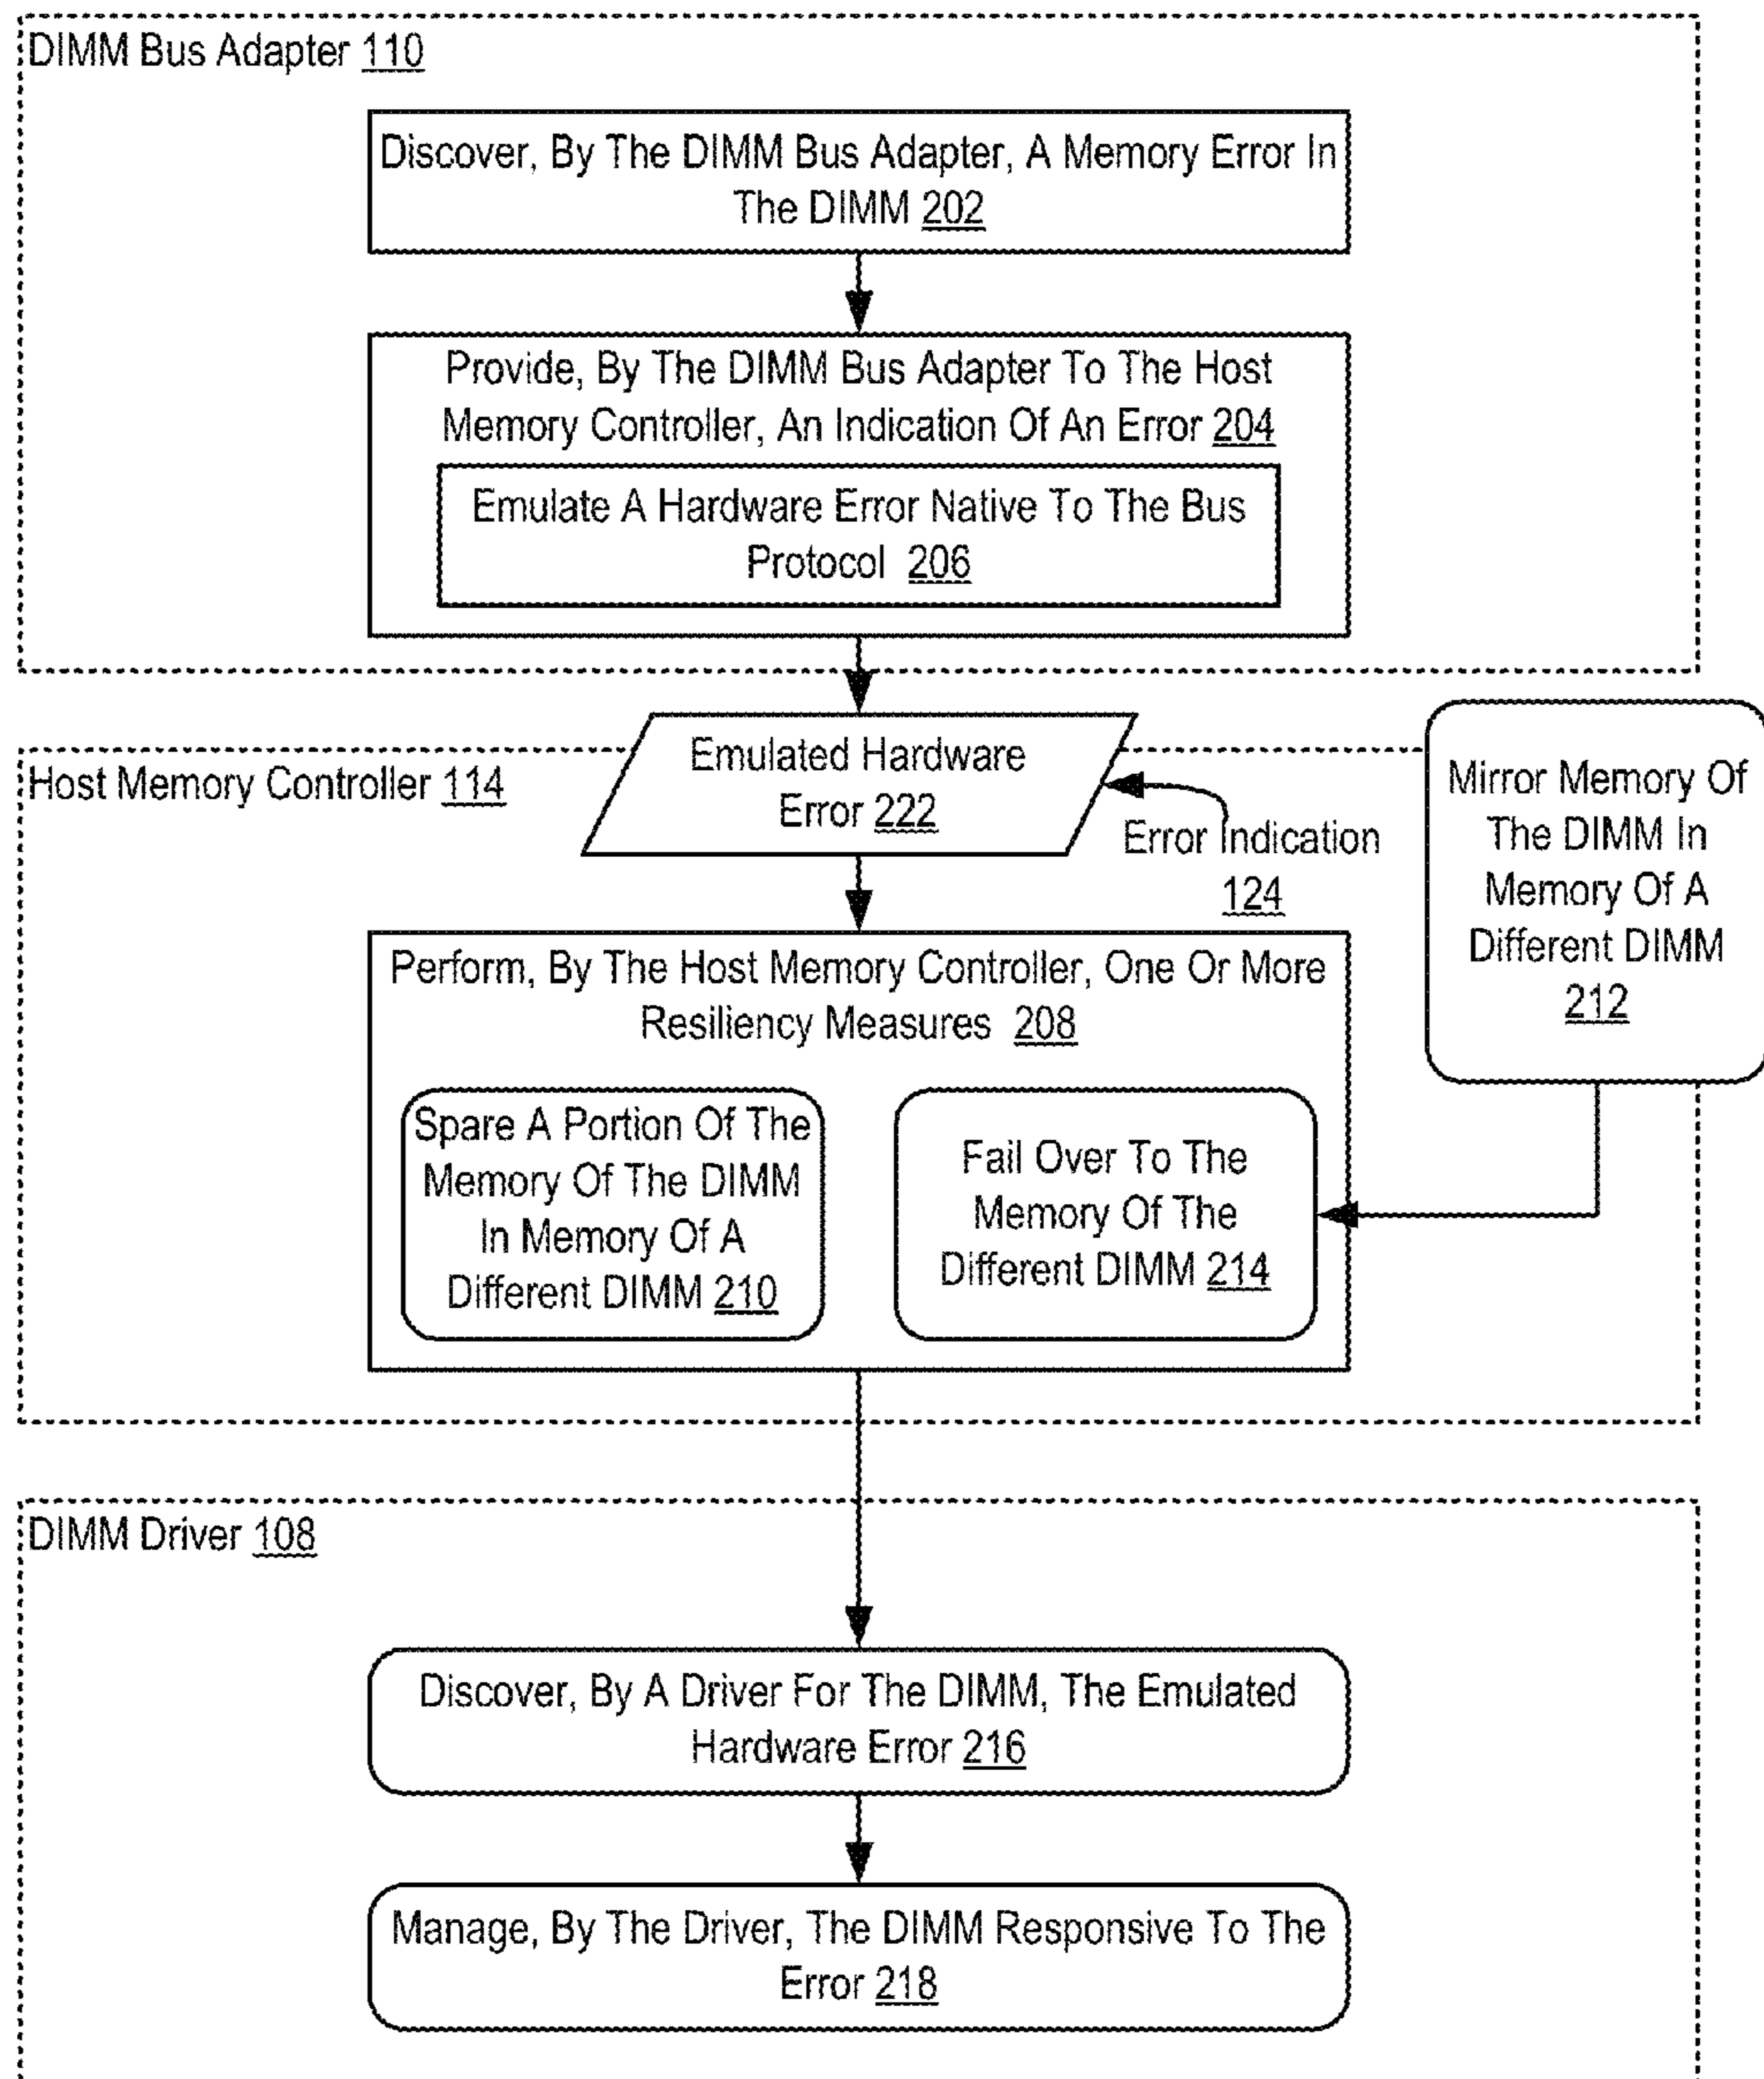 DIMM Bus Adapter 110
Discover, By The DIMM Bus Adapter, A Memory Error In
The DIMM 202
Provide, By The DIMM Bus Adapter To The Host
Memory Controller, An Indication Of An Error 204
Emulate A Hardware Error Native To The Bus
Protocol 206
Host Memory Controller 114
Emulated Hardware
Error 222
Error Indication
124
Mirror Memory Of
The DIMM In
Memory Of A
Different DIMM
212
Perform, By The Host Memory Controller, One Or More
Resiliency Measures 208
Spare A Portion Of The
Memory Of The DIMM
In Memory Of A
Different DIMM 210
Fail Over To The
Memory Of The
Different DIMM 214
DIMM Driver 108
Discover, By A Driver For The DIMM, The Emulated
Hardware Error 216
Manage, By The Driver, The DIMM Responsive To The
Error 218